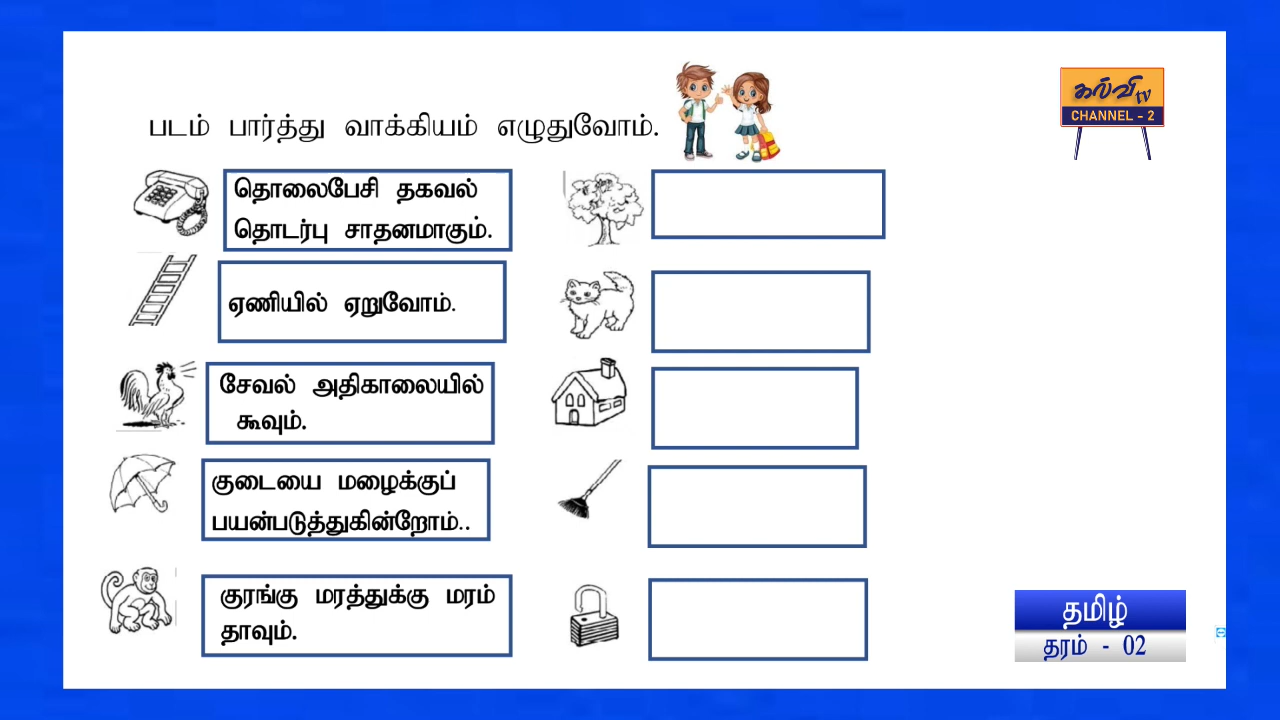 கல்வி tv
CHANNEL - 2
படம் பார்த்து வாக்கியம் எழுதுவோம்.
தொலைபேசி தகவல்
தொடர்பு சாதனமாகும்.
ஏணியில் ஏறுவோம்.
சேவல் அதிகாலையில்
கூவும்.
குடையை மழைக்குப்
பயன்படுத்துகின்றோம்..
குரங்கு மரத்துக்கு மரம்
தாவும்.
தமிழ்
தரம் - 02